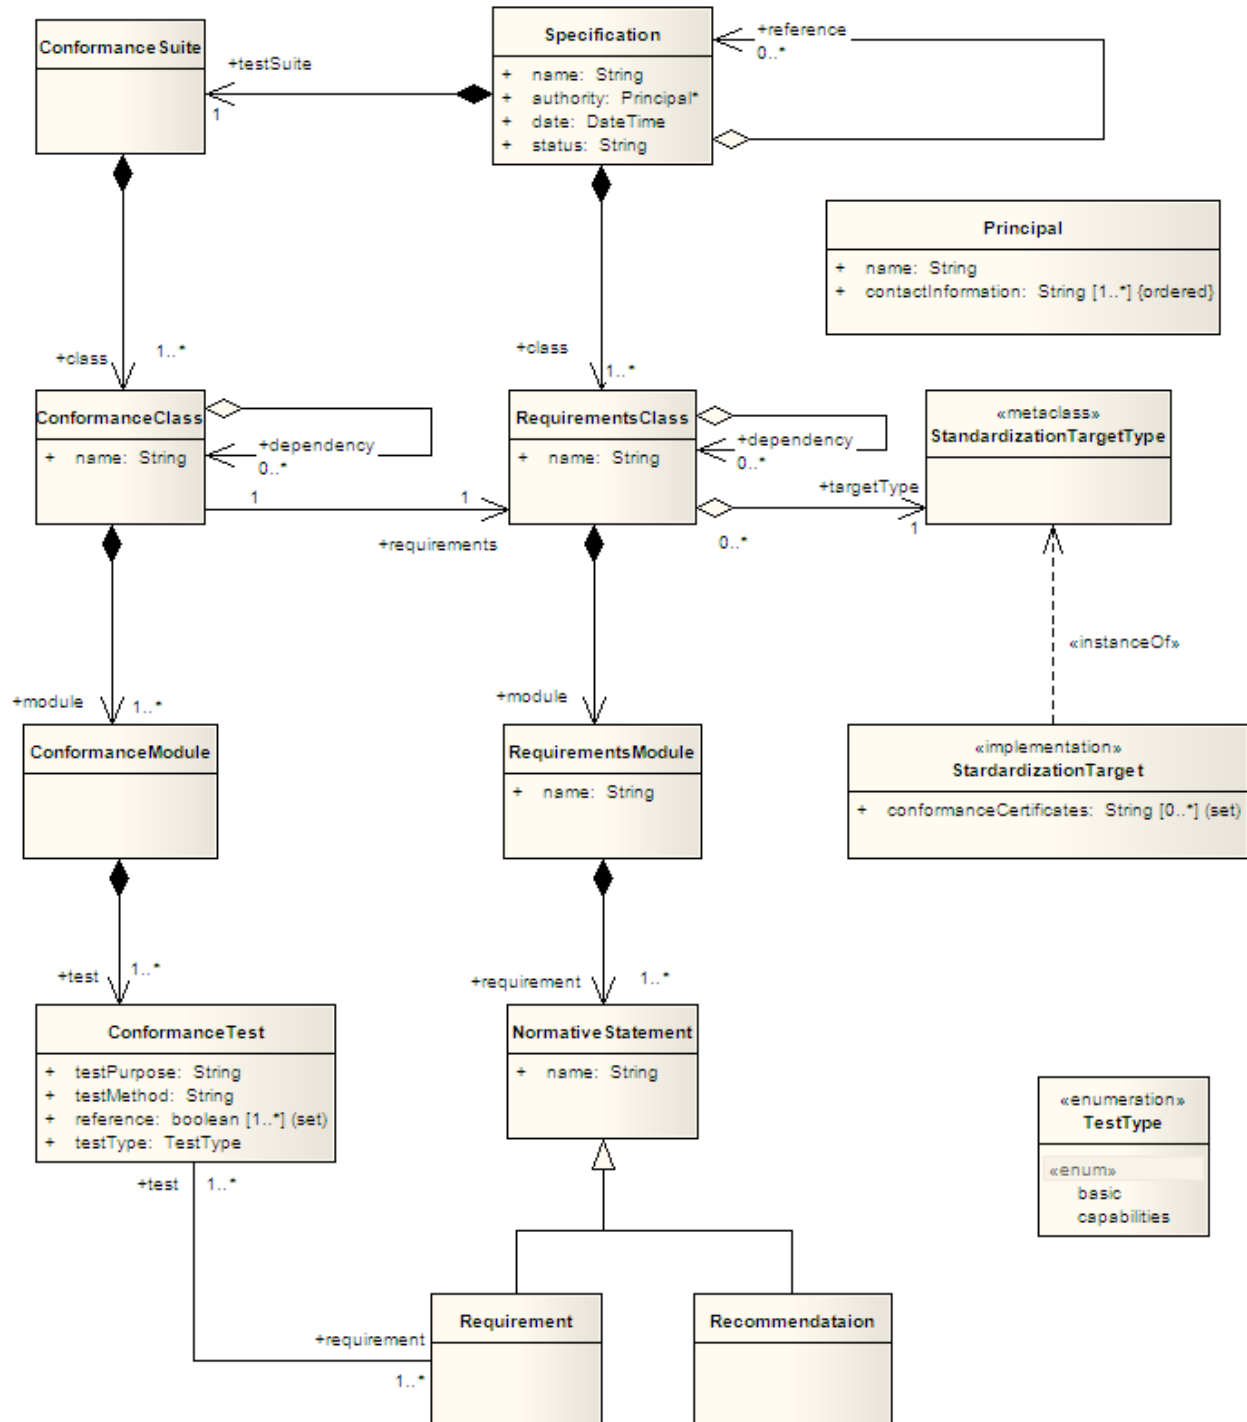 ConformanceSuite
+testSuite
1
Specification
+ name: String
+ authority: Principal*
+ date: DateTime
+ status: String
+reference
0..*
Principal
+ name: String
+ contactInformation: String [1..*] {ordered}
+class
1..*
+class
1..*
ConformanceClass
+ name: String
+dependency
0..*
1
1
+requirements
RequirementsClass
+ name: String
+dependency
0..*
+targetType
0..*
1
«metaclass»
StandardizationTargetType
«instanceOf»
+module
1..*
+module
ConformanceModule
RequirementsModule
+ name: String
«implementation»
StardardizationTarget
+ conformanceCertificates: String [0..*] (set)
+test
1..*
+requirement
1..*
ConformanceTest
+ testPurpose: String
+ testMethod: String
+ reference: boolean [1..*] (set)
+ testType: TestType
NormativeStatement
+ name: String
«enumeration»
TestType
«enum»
basic
capabilities
+test
1..*
+requirement
1..*
Requirement
Recommendataion